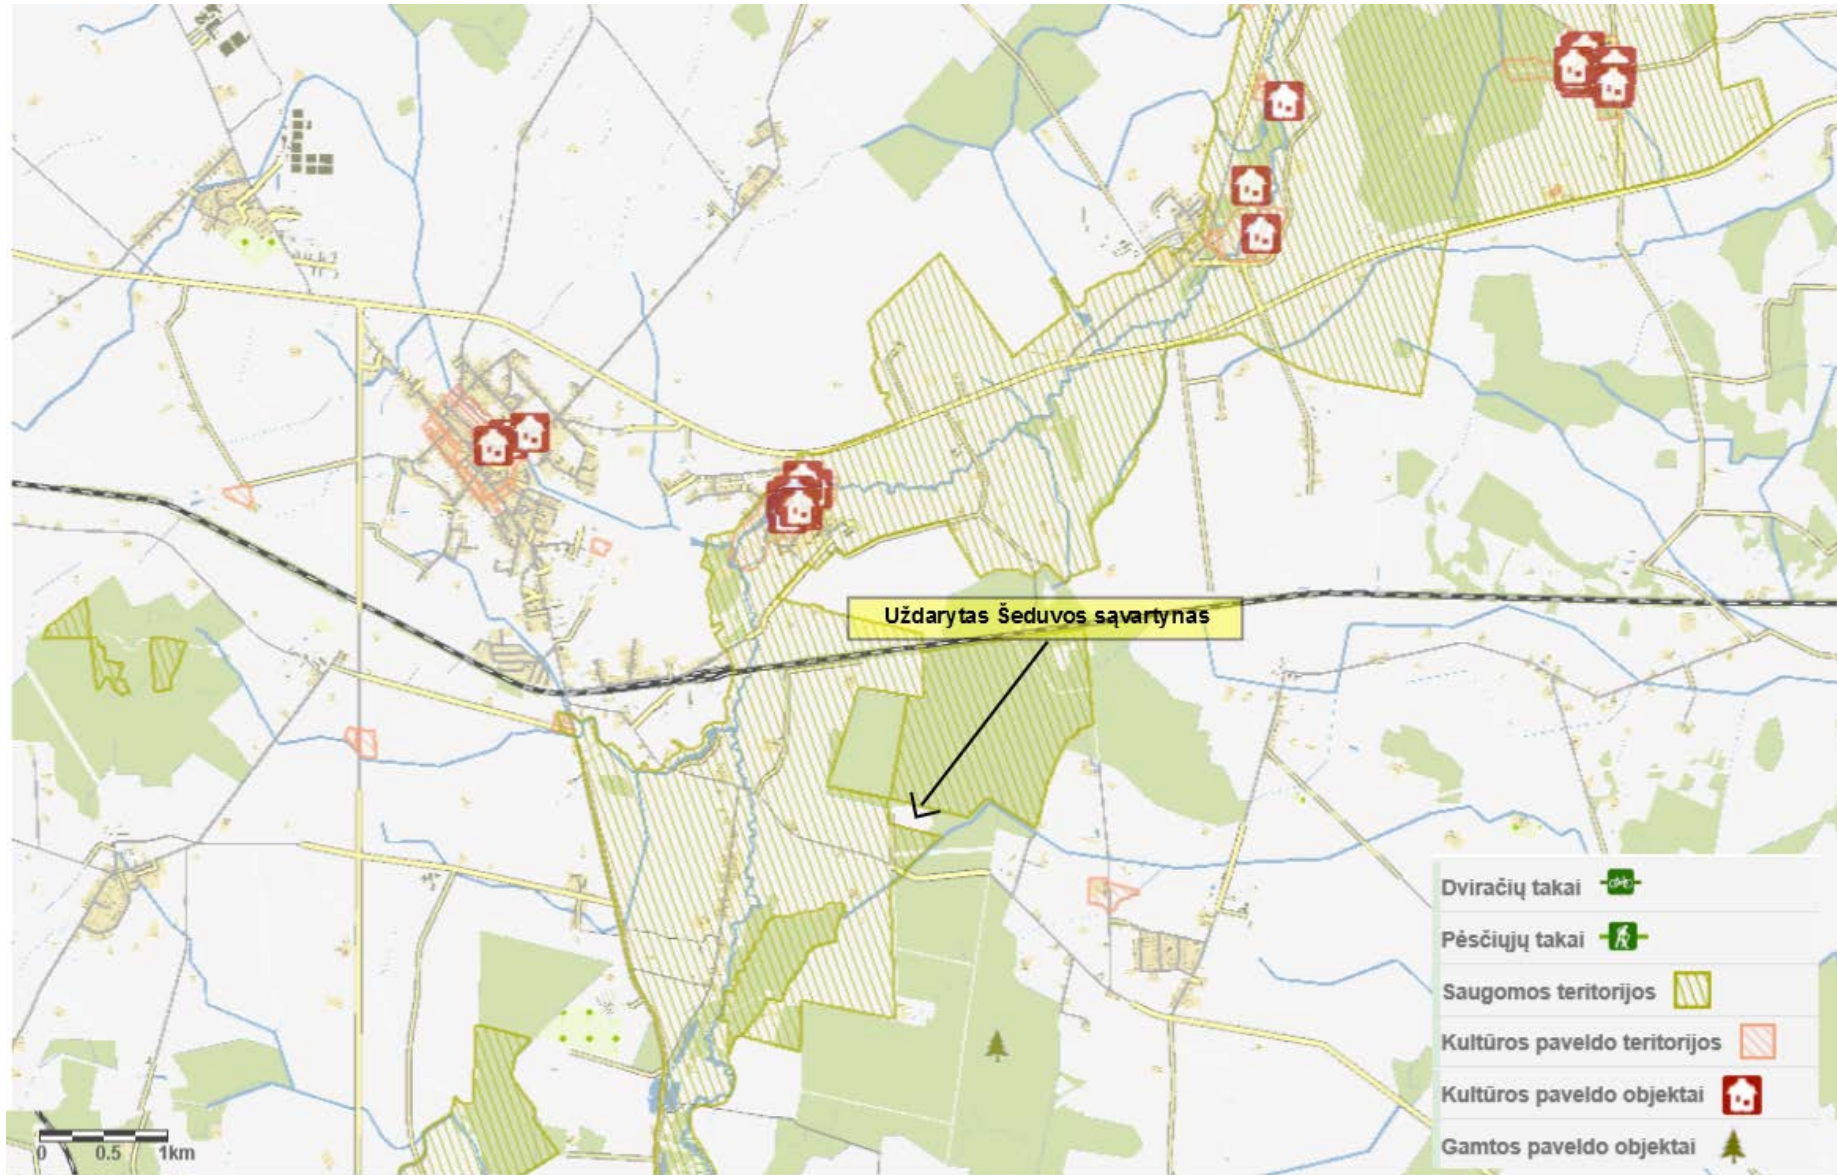 Uždarytas Šeduvos sąvartynas
Dviračių takai
Pėsčiųjų takai
Saugomos teritorijos
Kultūros paveldo teritorijos
Kultūros paveldo objektai
Gamtos paveldo objektai
0 0.5 1km